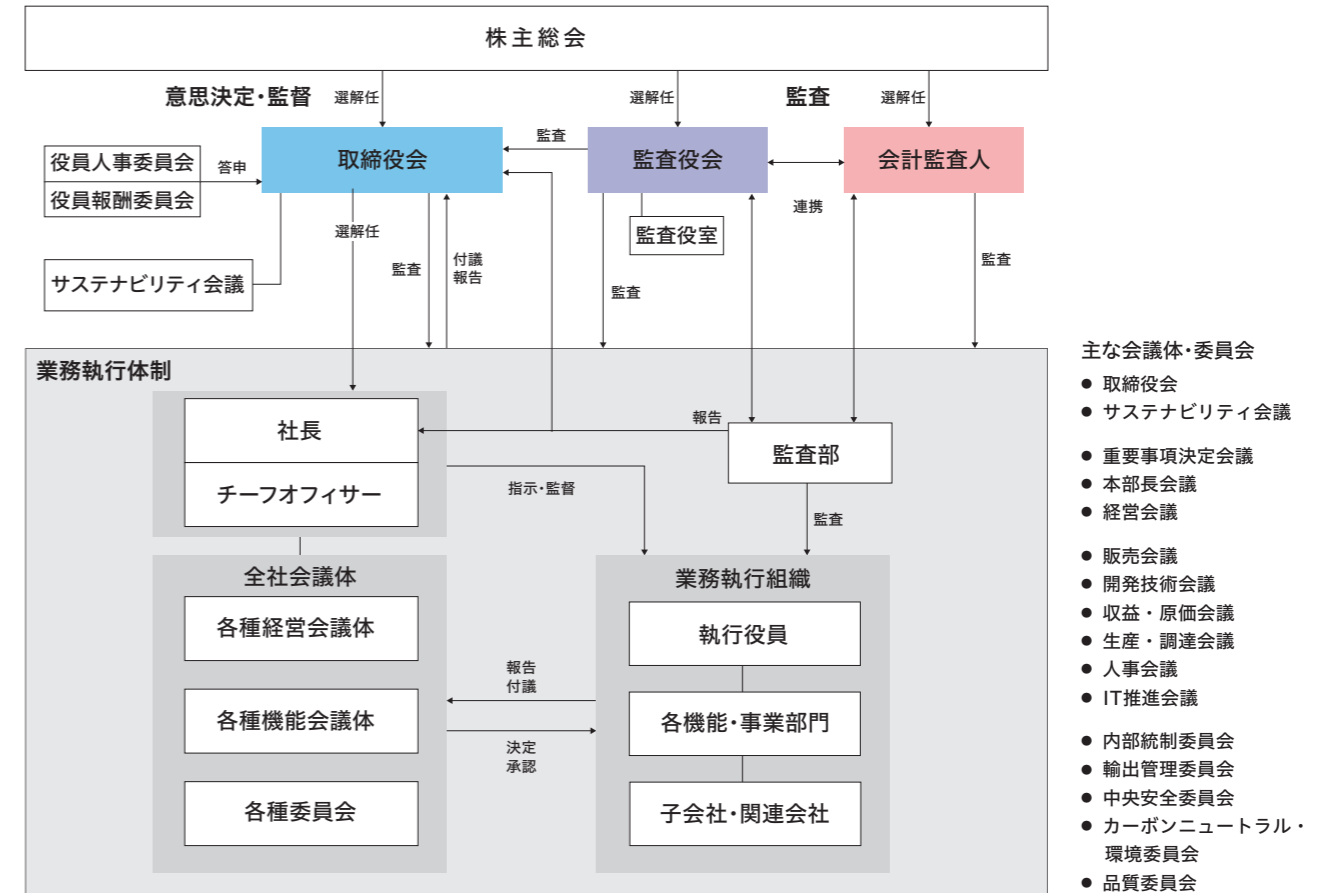 株主総会
意思決定・監督
選解任
選解任
監査
選解任
役員人事委員会
役員報酬委員会
答申
取締役会
監査
監査役会
連携
会計監査人
監査役室
サステナビリティ会議
選解任
監査
付議
報告
監査
監査
業務執行体制
社長
チーフオフィサー
報告
監査部
指示・監督
監査
全社会議体
各種経営会議体
各種機能会議体
各種委員会
報告
付議
決定
承認
業務執行組織
執行役員
各機能・事業部門
子会社・関連会社
主な会議体・委員会
● 取締役会
● サステナビリティ会議
● 重要事項決定会議
● 本部長会議
● 経営会議
● 販売会議
● 開発技術会議
● 収益・原価会議
● 生産・調達会議
● 人事会議
● IT推進会議
● 内部統制委員会
● 輸出管理委員会
● 中央安全委員会
● カーボンニュートラル・
環境委員会
● 品質委員会